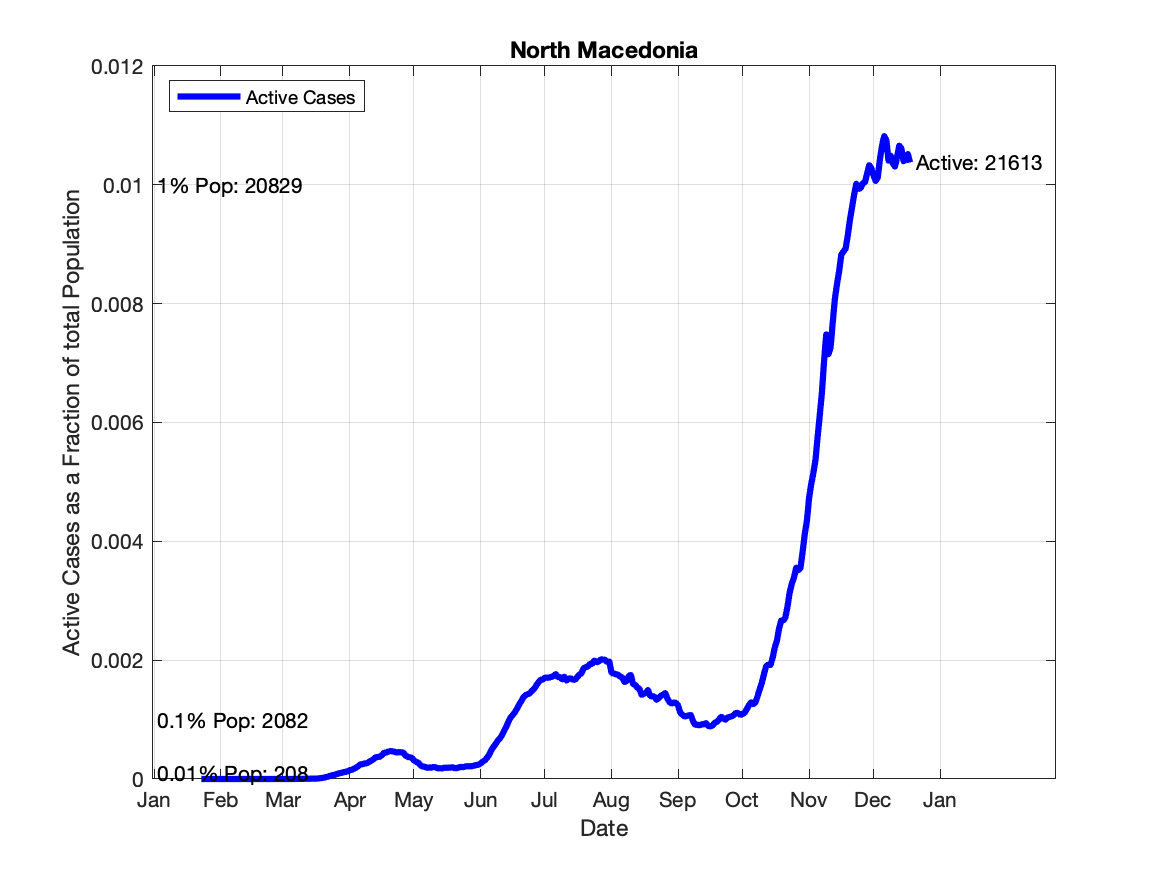 North Macedonia
0.012
Active Cases
Active: 21613
0.01
1% Pop: 20829
0.008
0.006
0.004
0.002
0.1% Pop: 2082
0.01% Pop: 208
0
Jan Feb Mar Apr May Jun Jul Aug Sep Oct Nov Dec Jan
Date
Active Cases as a Fraction of total Population